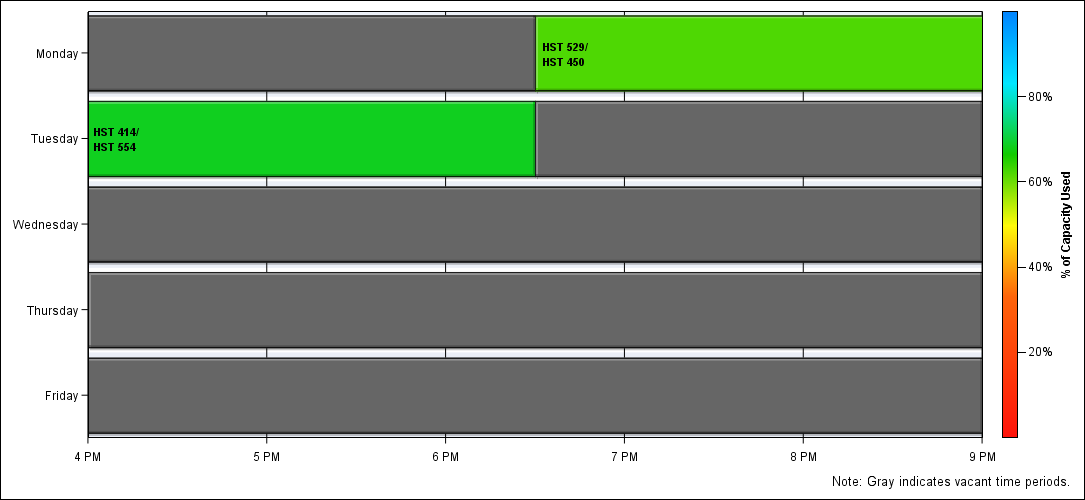 Monday
HST 529/
HST 450
Tuesday
HST 414/
HST 554
Wednesday
Thursday
Friday
4 PM
5 PM
6 PM
7 PM
8 PM
9 PM
80%
60%
40%
20%
% of Capacity Used
Note: Gray indicates vacant time periods.